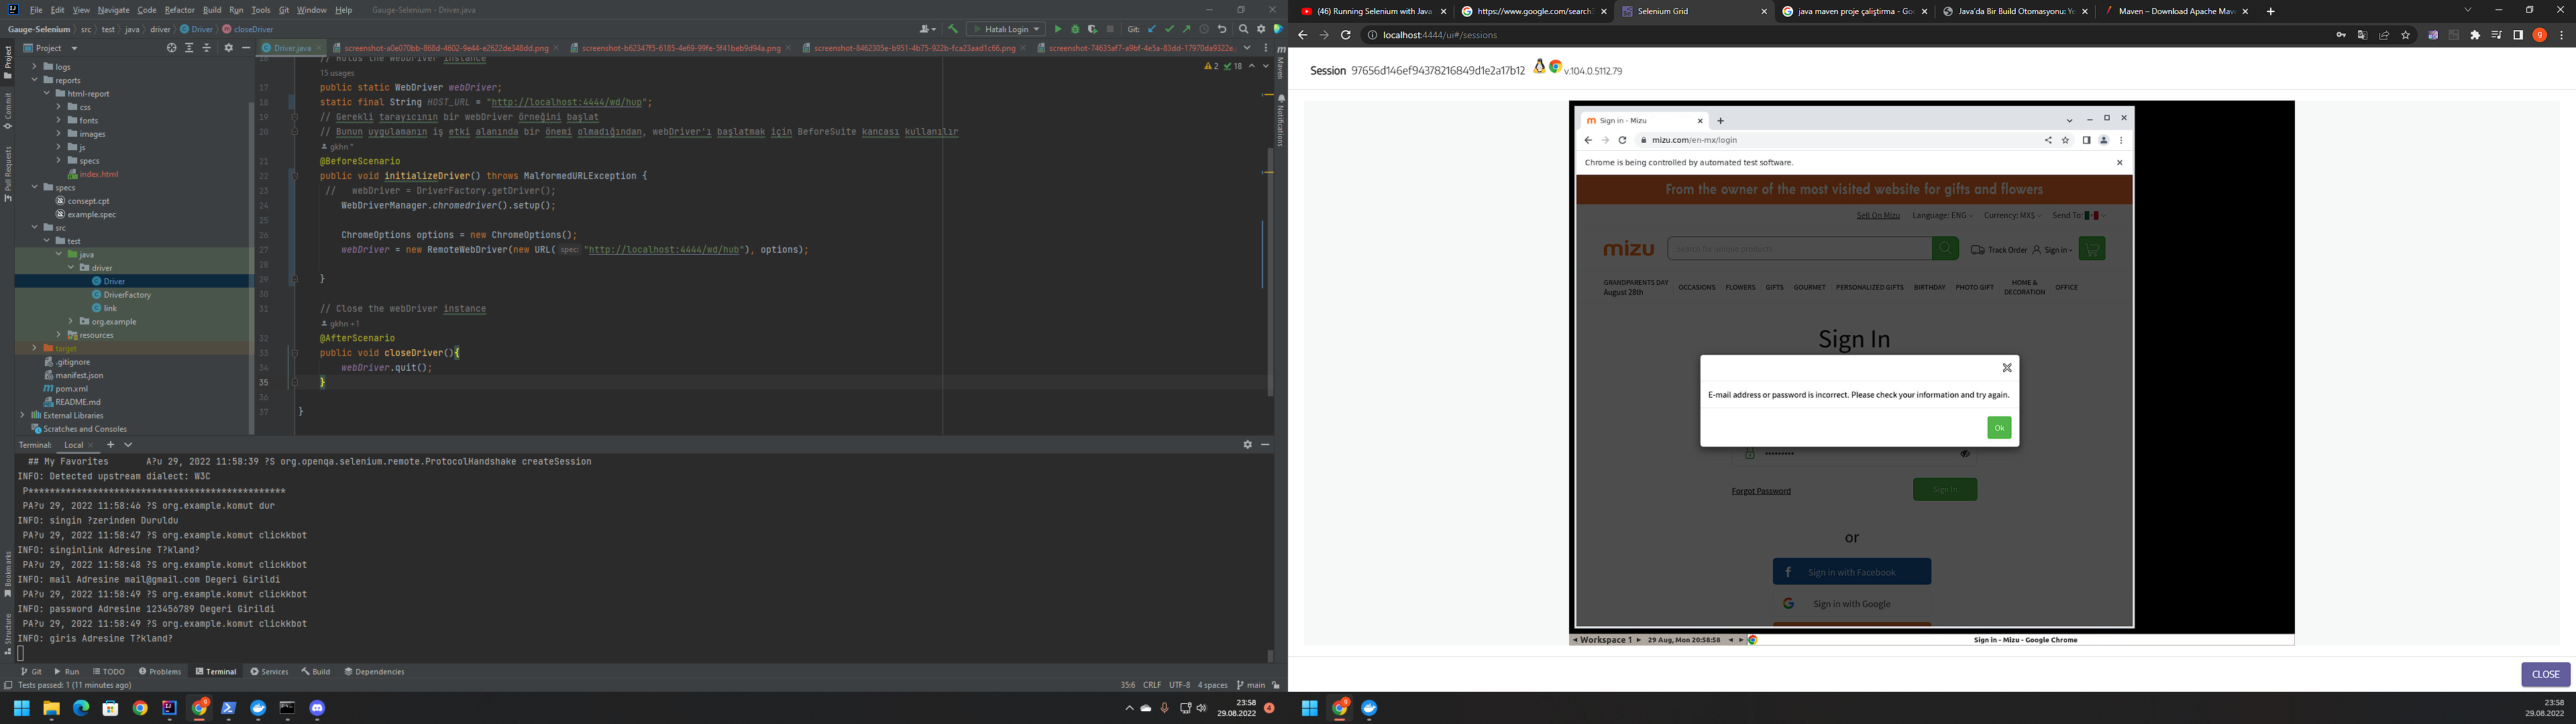 File Edit View Navigate Code Refactor Build Run Tools Git Window Help Gauge-Selenium - Driver.java
Gauge-Selenium src test java driver Driver closeDriver
Hatalı Login Git:
Project
Driver.java screenshot-a0e070bb-868d-4602-9e44-e2622de348dd.png screenshot-b62347f5-6185-4e69-99fe-5f41beb9d94a.png screenshot-8462305e-b951-4b75-922b-fca23aad1c66.png screenshot-74635af7-a9bf-4e5a-83dd-17970da9322e
logs
reports
html-report
css
fonts
images
js
specs
index.html
specs
consept.cpt
example.spec
src
test
java
driver
Driver
DriverFactory
link
org.example
resources
target
.gitignore
manifest.json
pom.xml
README.md
External Libraries
Scratches and Consoles
Project
Commit
Pull Requests
Bookmarks
Structure
Maven
Notifications
2 18
16 // Holds the WebDriver instance
15 usages
17 public static WebDriver webDriver;
18 static final String HOST_URL = "http://localhost:4444/wd/hup";
19 // Gerekli tarayıcının bir webDriver örneğini başlat
20 // Bunun uygulamanın iş etki alanında bir önemi olmadığından, webDriver'ı başlatmak için BeforeSuite kancası kullanılır
gkhn *
21 @BeforeScenario
22 public void initializeDriver() throws MalformedURLException {
23 // webDriver = DriverFactory.getDriver();
24 WebDriverManager.chromedriver().setup();
25
26 ChromeOptions options = new ChromeOptions();
27 webDriver = new RemoteWebDriver(new URL( spec: "http://localhost:4444/wd/hub"), options);
28
29 }
30
31 // Close the webDriver instance
gkhn +1
32 @AfterScenario
33 public void closeDriver(){
34 webDriver.quit();
35 }
36
37 }
Terminal: Local
## My Favorites A?u 29, 2022 11:58:39 ?S org.openqa.selenium.remote.ProtocolHandshake createSession
INFO: Detected upstream dialect: W3C
P************************************************
PA?u 29, 2022 11:58:46 ?S org.example.komut dur
INFO: singin ?zerinden Duruldu
PA?u 29, 2022 11:58:47 ?S org.example.komut clickkbot
INFO: singinlink Adresine T?kland?
PA?u 29, 2022 11:58:48 ?S org.example.komut clickkbot
INFO: mail Adresine mail@gmail.com Degeri Girildi
PA?u 29, 2022 11:58:49 ?S org.example.komut clickkbot
INFO: password Adresine 123456789 Degeri Girildi
PA?u 29, 2022 11:58:49 ?S org.example.komut clickkbot
INFO: giris Adresine T?kland?
Git Run TODO Problems Terminal Services Build Dependencies
Tests passed: 1 (11 minutes ago) 35:6 CRLF UTF-8 4 spaces main
23:58
29.08.2022 4
(46) Running Selenium with Java https://www.google.com/search? Selenium Grid java maven proje çalıştırma - Goo Java'da Bir Build Otomasyonu: Ye Maven – Download Apache Mav
localhost:4444/ui#/sessions
Session 97656d146ef94378216849d1e2a17b12 v.104.0.5112.79
Sign in - Mizu
mizu.com/en-mx/login
Chrome is being controlled by automated test software.
From the owner of the most visited website for gifts and flowers
Sell On Mizu Language: ENG Currency: MX$ Send To:
mizu Search for unique products Track Order Sign in
GRANDPARENTS DAY August 28th OCCASIONS FLOWERS GIFTS GOURMET PERSONALIZED GIFTS BIRTHDAY PHOTO GIFT HOME & DECORATION OFFICE
Sign In
E-mail address or password is incorrect. Please check your information and try again.
Ok
Forgot Password Sign In
or
Sign in with Facebook
Sign in with Google
Workspace 1 29 Aug, Mon 20:58:58 Sign in - Mizu - Google Chrome
CLOSE
23:58
29.08.2022